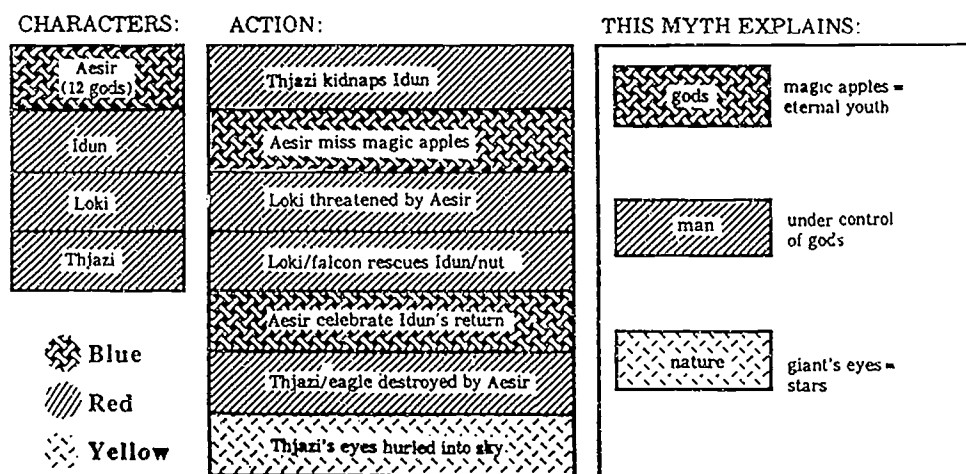 CHARACTERS:
Aesir
(12 gods)
Idun
Loki
Thjazi
Blue
Red
Yellow
ACTION:
Thjazi kidnaps Idun
Aesir miss magic apples
Loki threatened by Aesir
Loki/falcon rescues Idun/nut
Aesir celebrate Idun's return
Thjazi/eagle destroyed by Aesir
Thjazi's eyes hurled into sky
THIS MYTH EXPLAINS:
gods
magic apples =
eternal youth
man
under control
of gods
nature
giant's eyes =
stars